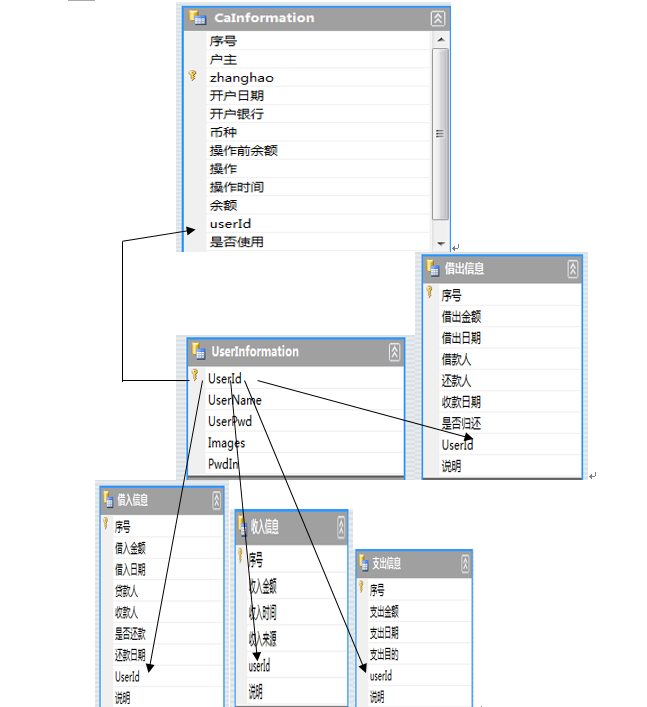 CaInformation
序号
户主
zhanghao
开户日期
开户银行
币种
操作前余额
操作
操作时间
余额
userId
是否使用
借出信息
序号
借出金额
借出日期
借款人
还款人
收款日期
是否归还
UserId
说明
UserInformation
UserId
UserName
UserPwd
Images
PwdIn
借入信息
序号
借入金额
借入日期
贷款人
收款人
是否还款
还款日期
UserId
说明
收入信息
序号
收入金额
收入时间
收入来源
userId
说明
支出信息
序号
支出金额
支出日期
支出目的
userId
说明